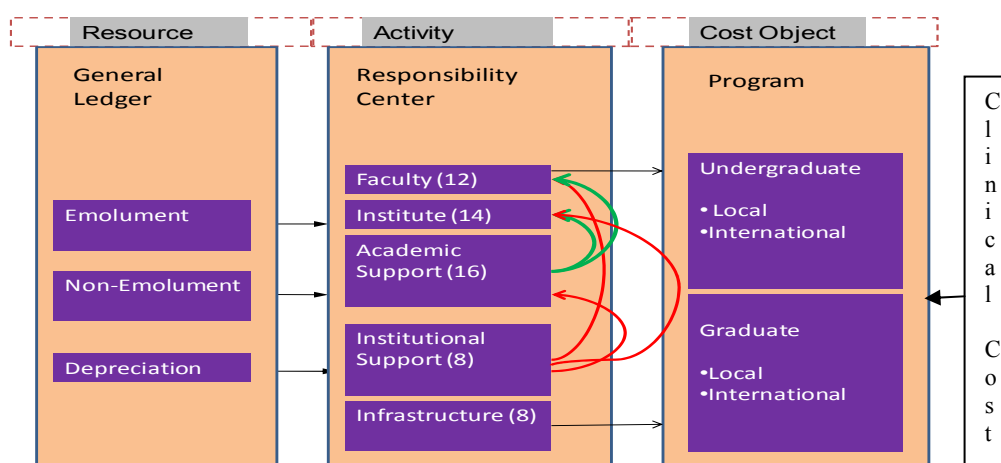 Resource
Activity
Cost Object
General
Ledger
Emolument
Non-Emolument
Depreciation
Responsibility
Center
Faculty (12)
Institute (14)
Academic
Support (16)
Institutional
Support (8)
Infrastructure (8)
Program
Undergraduate
•Local
•International
Graduate
•Local
•International
C
l
i
n
i
c
a
l
C
o
s
t